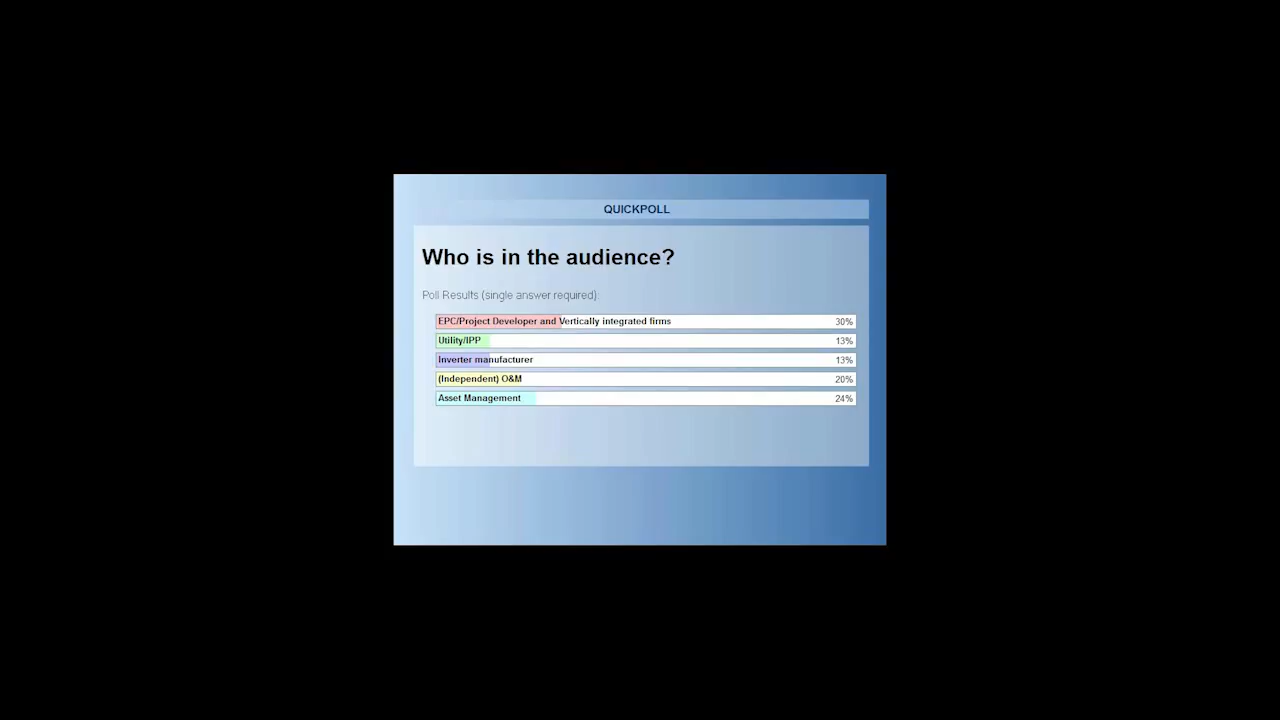 QUICKPOLL
Who is in the audience?
Poll Results (single answer required):
EPC/Project Developer and Vertically integrated firms 30%
Utility/IPP 13%
Inverter manufacturer 13%
(Independent) O&M 20%
Asset Management 24%